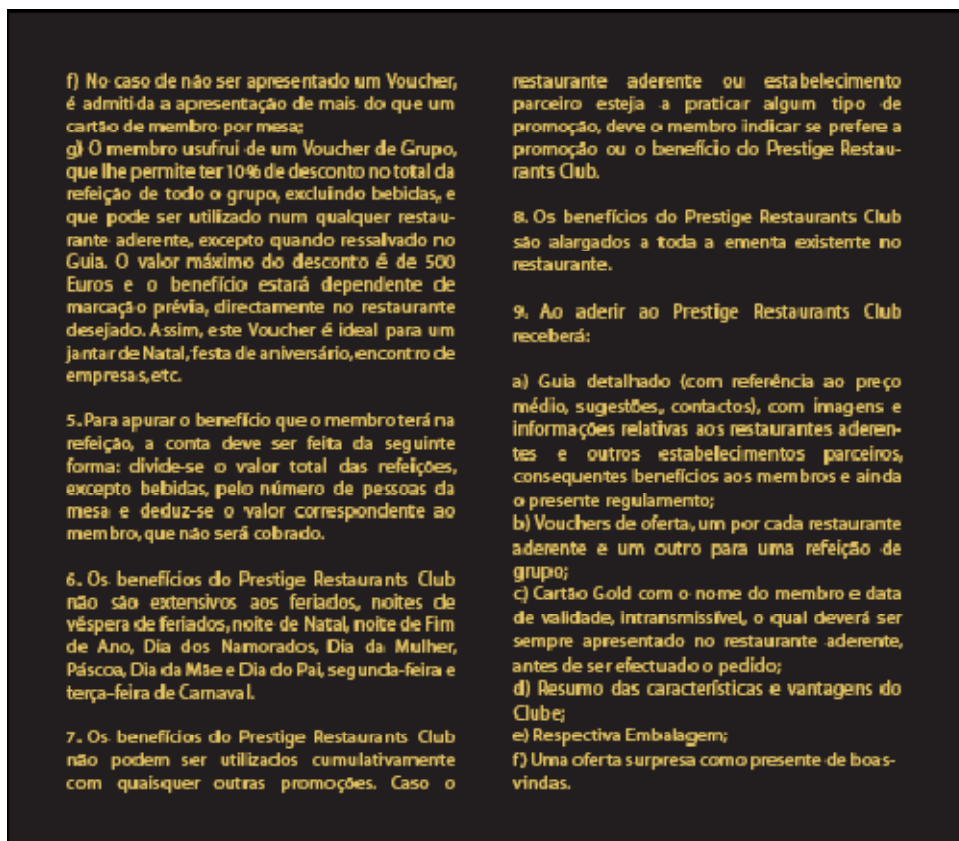 f) No caso de não ser apresentado um Voucher,
é admitida a apresentação de mais do que um
cartão de membro por mesa;
g) O membro usufrui de um Voucher de Grupo,
que lhe permite ter 10% de desconto no total da
refeição de todo o grupo, excluindo bebidas, e
que pode ser utilizado num qualquer restau-
rante aderente, excepto quando ressalvado no
Guia. O valor máximo do desconto é de 500
Euros e o benefício estará dependente de
marcação prévia, directamente no restaurante
desejado. Assim, este Voucher é ideal para um
jantar de Natal, festa de aniversário, encontro de
empresas, etc.
5. Para apurar o benefício que o membro terá na
refeição, a conta deve ser feita da seguinte
forma: divide-se o valor total das refeições,
excepto bebidas, pelo número de pessoas da
mesa e deduz-se o valor correspondente ao
membro, que não será cobrado.
6. Os benefícios do Prestige Restaurants Club
não são extensivos aos feriados, noites de
véspera de feriados, noite de Natal, noite de Fim
de Ano, Dia dos Namorados, Dia da Mulher,
Páscoa, Dia da Mãe e Dia do Pai, segunda-feira e
terça-feira de Carnaval.
7. Os benefícios do Prestige Restaurants Club
não podem ser utilizados cumulativamente
com quaisquer outras promoções. Caso o
restaurante aderente ou estabelecimento
parceiro esteja a praticar algum tipo de
promoção, deve o membro indicar se prefere a
promoção ou o benefício do Prestige Restau-
rants Club.
8. Os benefícios do Prestige Restaurants Club
são alargados a toda a ementa existente no
restaurante.
9. Ao aderir ao Prestige Restaurants Club
receberá:
a) Guia detalhado (com referência ao preço
médio, sugestões, contactos), com imagens e
informações relativas aos restaurantes aderen-
tes e outros estabelecimentos parceiros,
consequentes benefícios aos membros e ainda
o presente regulamento;
b) Vouchers de oferta, um por cada restaurante
aderente e um outro para uma refeição de
grupo;
c) Cartão Gold com o nome do membro e data
de validade, intransmissível, o qual deverá ser
sempre apresentado no restaurante aderente,
antes de ser efectuado o pedido;
d) Resumo das características e vantagens do
Clube;
e) Respectiva Embalagem;
f) Uma oferta surpresa como presente de boas-
vindas.